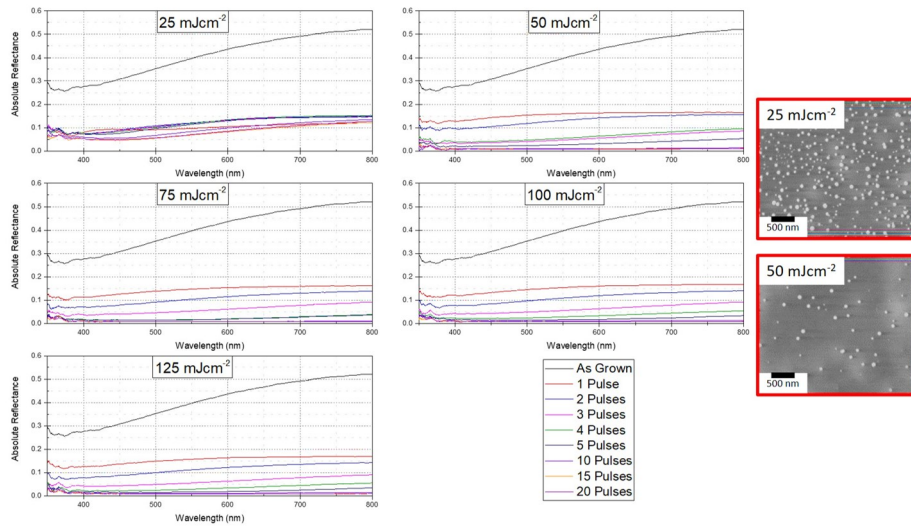 25 mJcm⁻²
Absolute Reflectance
0.6
0.5
0.4
0.3
0.2
0.1
0.0
400
500
600
700
800
Wavelength (nm)
50 mJcm⁻²
Absolute Reflectance
0.6
0.5
0.4
0.3
0.2
0.1
0.0
400
500
600
700
800
Wavelength (nm)
75 mJcm⁻²
Absolute Reflectance
0.6
0.5
0.4
0.3
0.2
0.1
0.0
400
500
600
700
800
Wavelength (nm)
100 mJcm⁻²
Absolute Reflectance
0.6
0.5
0.4
0.3
0.2
0.1
0.0
400
500
600
700
800
Wavelength (nm)
125 mJcm⁻²
Absolute Reflectance
0.6
0.5
0.4
0.3
0.2
0.1
0.0
400
500
600
700
800
Wavelength (nm)
As Grown
1 Pulse
2 Pulses
3 Pulses
4 Pulses
5 Pulses
10 Pulses
15 Pulses
20 Pulses
25 mJcm⁻²
500 nm
50 mJcm⁻²
500 nm